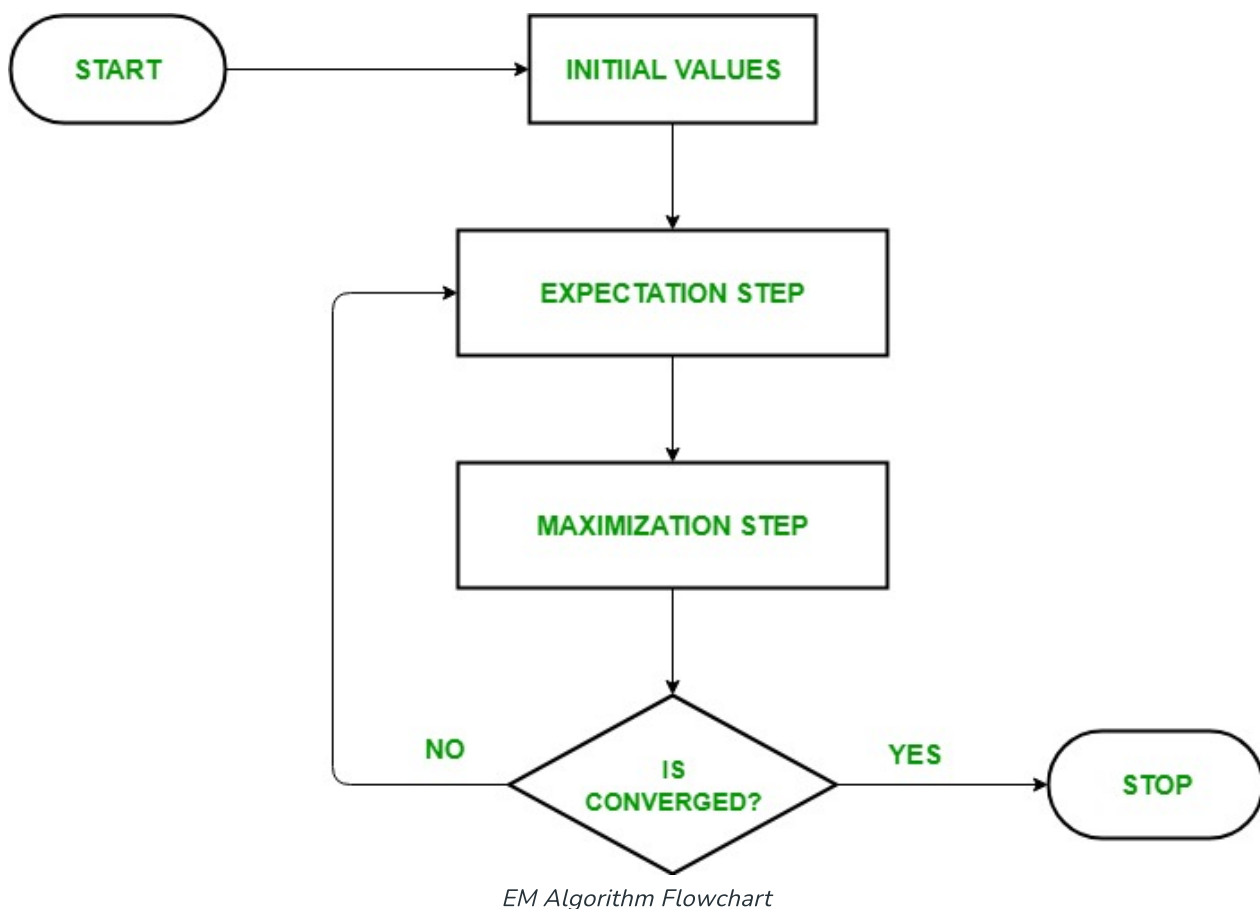 START
INITIIAL VALUES
EXPECTATION STEP
MAXIMIZATION STEP
NO
YES
IS
CONVERGED?
STOP
EM Algorithm Flowchart